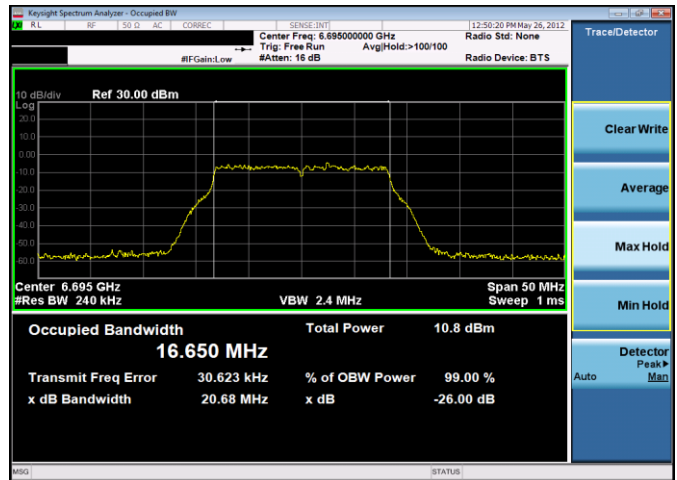 Keysight Spectrum Analyzer - Occupied BW
RL RF 50 Ω AC CORREC SENSE:INT 12:50:20 PM May 26, 2012
Center Freq: 6.695000000 GHz Radio Std: None
Trig: Free Run Avg|Hold:>100/100
#IFGain:Low #Atten: 16 dB Radio Device: BTS
Trace/Detector
10 dB/div Ref 30.00 dBm
Log
20.0
10.0
0.00
-10.0
-20.0
-30.0
-40.0
-50.0
-60.0
Center 6.695 GHz Span 50 MHz
#Res BW 240 kHz VBW 2.4 MHz Sweep 1 ms
Occupied Bandwidth Total Power 10.8 dBm
16.650 MHz
Transmit Freq Error 30.623 kHz % of OBW Power 99.00 %
x dB Bandwidth 20.68 MHz x dB -26.00 dB
Clear Write
Average
Max Hold
Min Hold
Detector
Peak▶
Auto Man
MSG STATUS